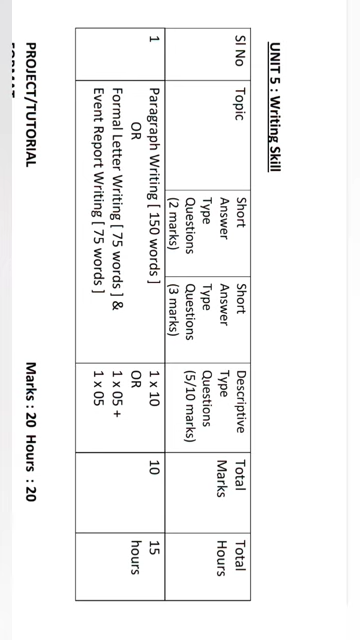 UNIT 5 : Writing Skill
Sl No Topic Short Answer Type Questions (2 marks) Short Answer Type Questions (3 marks) Descriptive Type Questions (5/10 marks) Total Marks Total Hours
1 Paragraph Writing [ 150 words ] 1 x 10 10 15 hours
OR OR
Formal Letter Writing [ 75 words ] & 1 x 05 +
Event Report Writing [ 75 words ] 1 x 05
PROJECT/TUTORIAL Marks : 20 Hours : 20